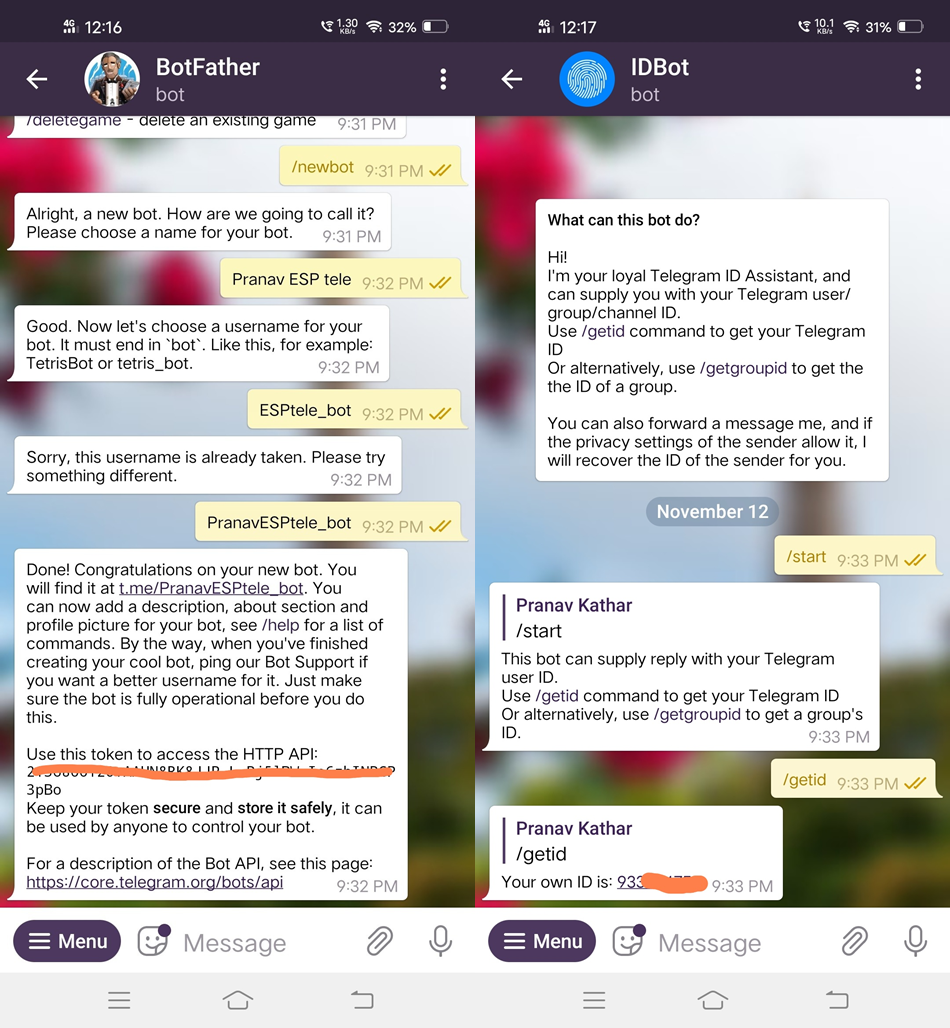 4G 12:16 1.30 KB/s 32%
BotFather
bot
/deletegame - delete an existing game 9:31 PM
/newbot 9:31 PM
Alright, a new bot. How are we going to call it?
Please choose a name for your bot. 9:31 PM
Pranav ESP tele 9:32 PM
Good. Now let's choose a username for your
bot. It must end in `bot`. Like this, for example:
TetrisBot or tetris_bot. 9:32 PM
ESPtele_bot 9:32 PM
Sorry, this username is already taken. Please try
something different. 9:32 PM
PranavESPtele_bot 9:32 PM
Done! Congratulations on your new bot. You
will find it at t.me/PranavESPtele_bot. You
can now add a description, about section and
profile picture for your bot, see /help for a list of
commands. By the way, when you've finished
creating your cool bot, ping our Bot Support if
you want a better username for it. Just make
sure the bot is fully operational before you do
this.
Use this token to access the HTTP API:
3pBo
Keep your token secure and store it safely, it can
be used by anyone to control your bot.
For a description of the Bot API, see this page:
https://core.telegram.org/bots/api 9:32 PM
Menu Message
4G 12:17 10.1 KB/s 31%
IDBot
bot
What can this bot do?
Hi!
I'm your loyal Telegram ID Assistant, and
can supply you with your Telegram user/
group/channel ID.
Use /getid command to get your Telegram
ID
Or alternatively, use /getgroupid to get the
the ID of a group.
You can also forward a message me, and if
the privacy settings of the sender allow it, I
will recover the ID of the sender for you.
November 12
/start 9:33 PM
Pranav Kathar
/start
This bot can supply reply with your Telegram
user ID.
Use /getid command to get your Telegram ID
Or alternatively, use /getgroupid to get a group's
ID. 9:33 PM
/getid 9:33 PM
Pranav Kathar
/getid
Your own ID is: 9:33 PM
Menu Message